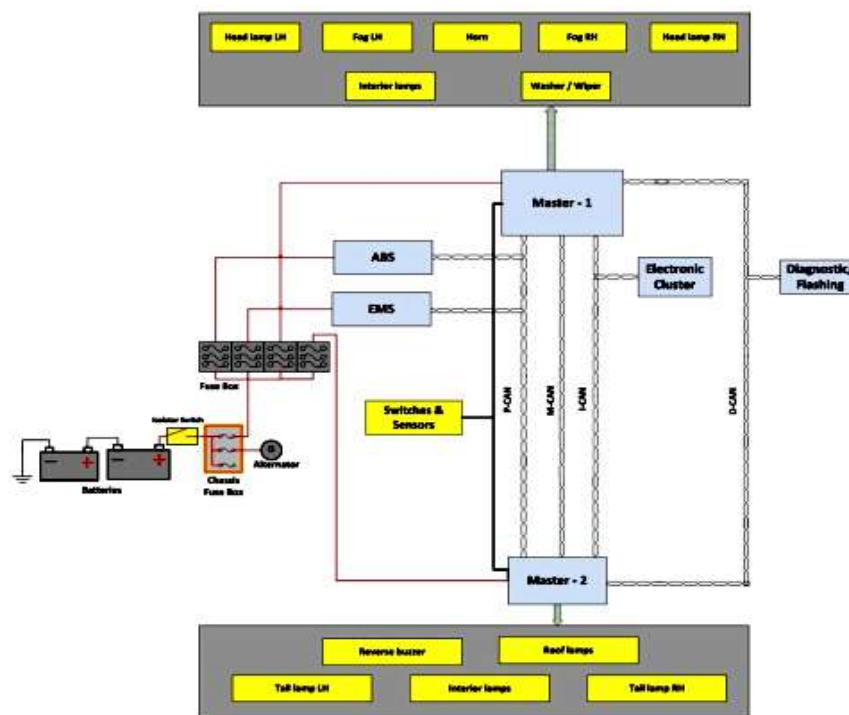 Head lamp LH
Fog LH
Horn
Fog RH
Head lamp RH
Interior lamps
Washer / Wiper
Master - 1
ABS
Electronic
Cluster
Diagnostic,
Flashing
EMS
Fuse Box
P-CAN
M-CAN
I-CAN
D-CAN
Switches &
Sensors
Isolator Switch
G
Alternator
Batteries
Chassis
Fuse Box
Master - 2
Reverse buzzer
Roof lamps
Tail lamp LH
Interior lamps
Tail lamp RH